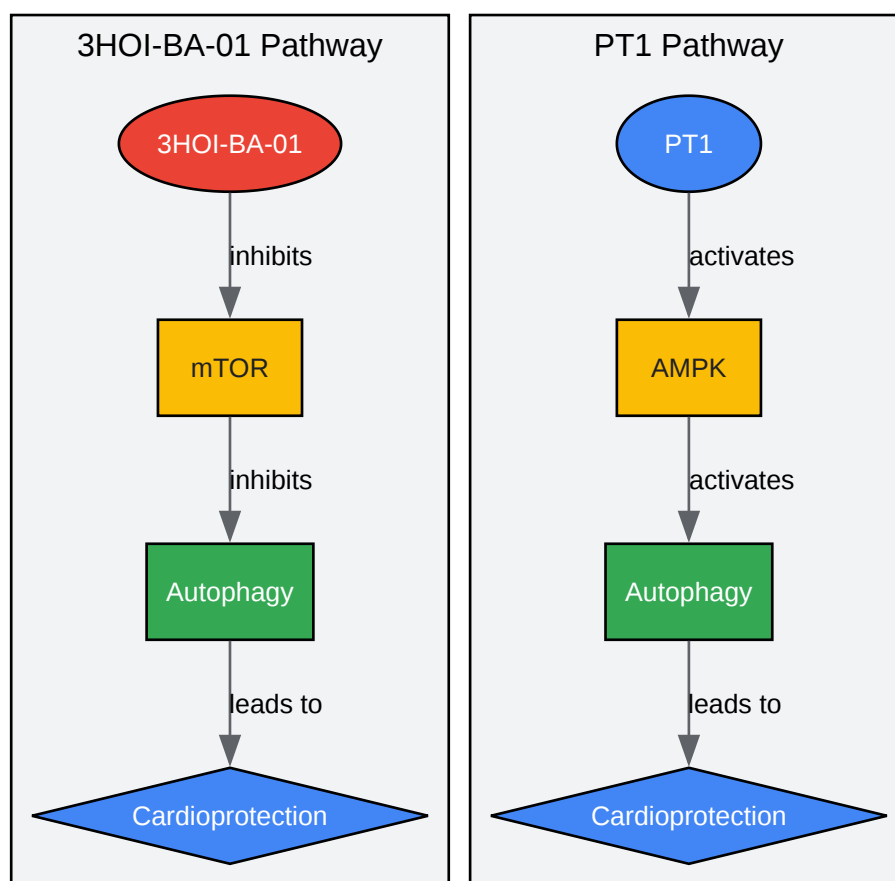 3HOI-BA-01 Pathway
3HOI-BA-01
inhibits
mTOR
inhibits
Autophagy
leads to
Cardioprotection
PT1 Pathway
PT1
activates
AMPK
activates
Autophagy
leads to
Cardioprotection